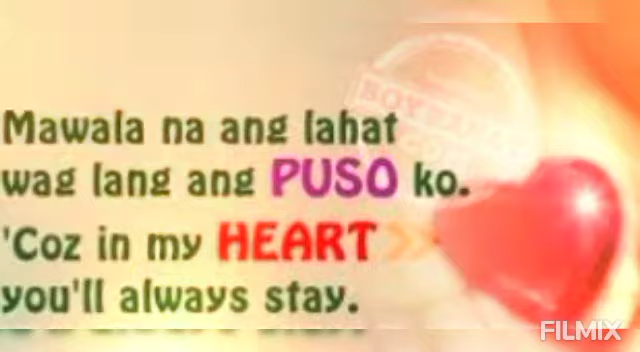 Mawala na ang lahat
wag lang ang PUSO ko.
'Coz in my HEART >>
you'll always stay.
FILMIX